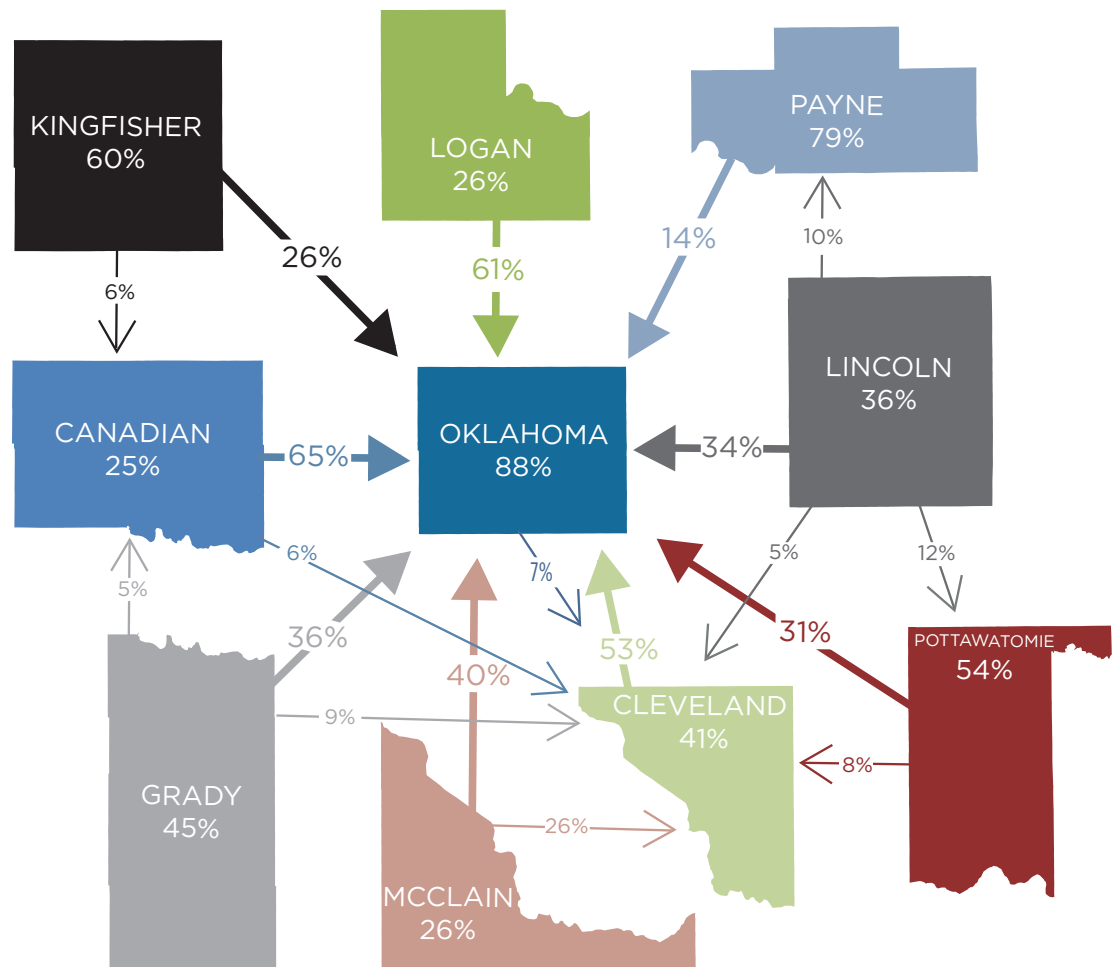 KINGFISHER
60%
LOGAN
26%
PAYNE
79%
26%
61%
14%
10%
6%
CANADIAN
25%
65%
OKLAHOMA
88%
34%
LINCOLN
36%
6%
7%
5%
12%
5%
36%
40%
53%
31%
POTTAWATOMIE
54%
9%
CLEVELAND
41%
8%
GRADY
45%
26%
MCCLAIN
26%